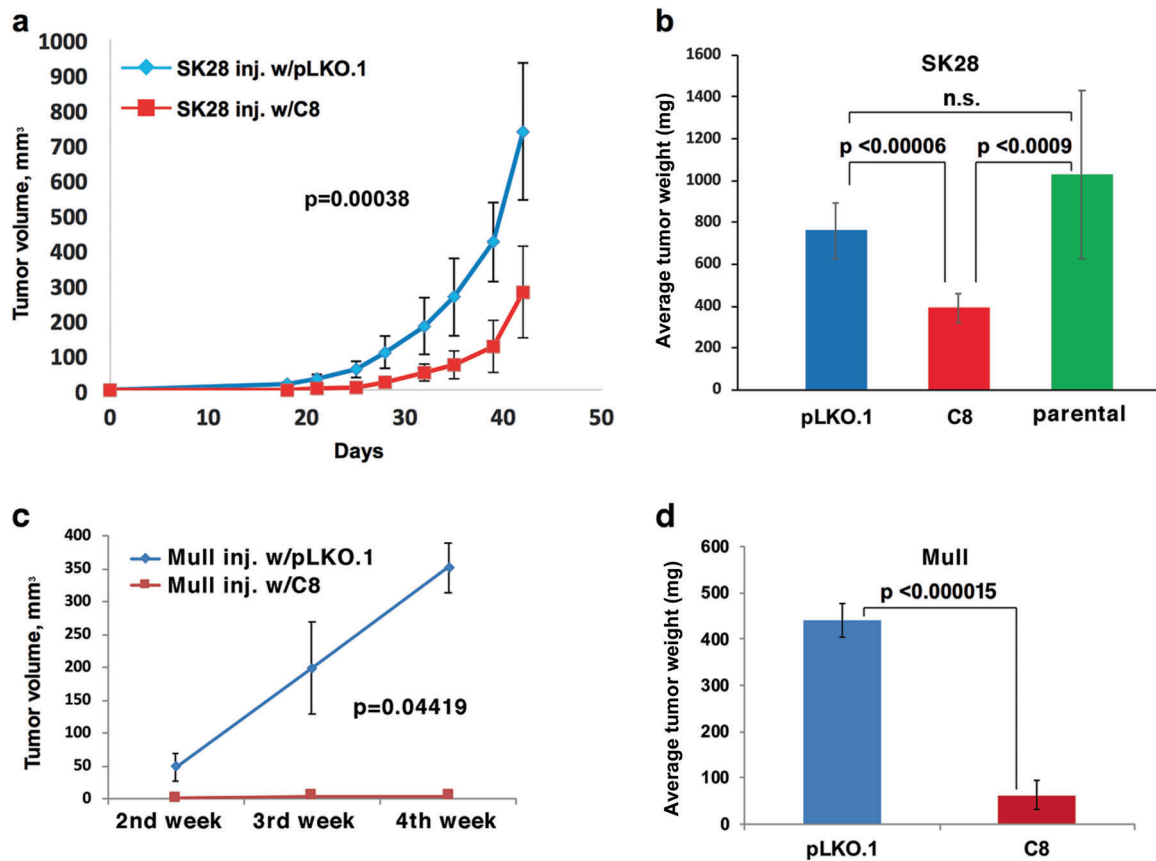 a
1000
900
800
700
600
500
400
300
200
100
0
Tumor volume, mm³
SK28 inj. w/pLKO.1
SK28 inj. w/C8
p=0.00038
0 10 20 30 40 50
Days
b
1600
1400
1200
1000
800
600
400
200
0
Average tumor weight (mg)
SK28
n.s.
p <0.00006 p <0.0009
pLKO.1 C8 parental
c
400
350
300
250
200
150
100
50
0
Tumor volume, mm³
Mull inj. w/pLKO.1
Mull inj. w/C8
p=0.04419
2nd week 3rd week 4th week
d
600
500
400
300
200
100
0
Average tumor weight (mg)
Mull
p <0.000015
pLKO.1 C8